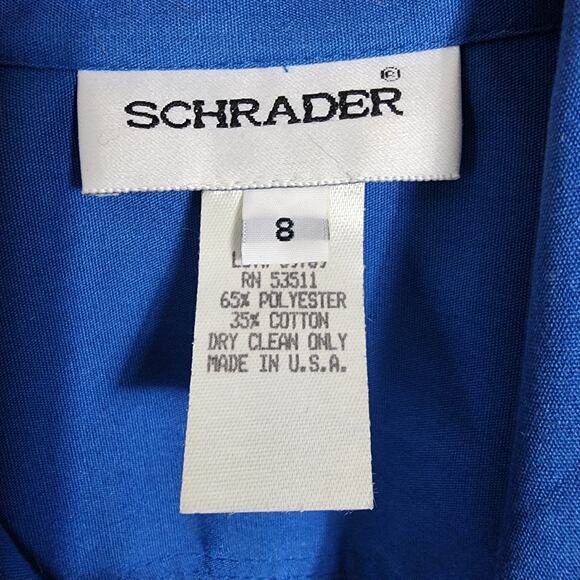 SCHRADER®
8
RN 53511
65% POLYESTER
35% COTTON
DRY CLEAN ONLY
MADE IN U.S.A.